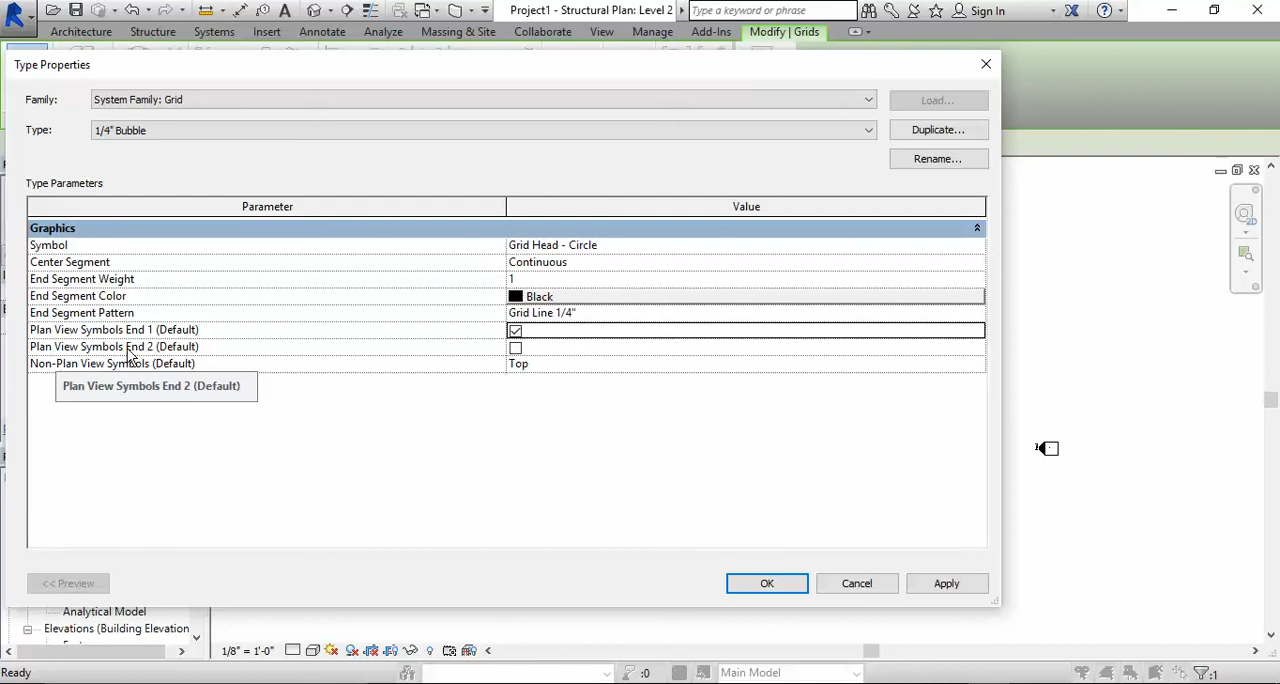 Project1 - Structural Plan: Level 2
Type a keyword or phrase
Sign In
Architecture Structure Systems Insert Annotate Analyze Massing & Site Collaborate View Manage Add-Ins Modify | Grids
Type Properties
Family: System Family: Grid Load...
Type: 1/4" Bubble Duplicate...
Rename...
Type Parameters
Parameter Value
Graphics
Symbol Grid Head - Circle
Center Segment Continuous
End Segment Weight 1
End Segment Color Black
End Segment Pattern Grid Line 1/4"
Plan View Symbols End 1 (Default)
Plan View Symbols End 2 (Default)
Non-Plan View Symbols (Default) Top
Plan View Symbols End 2 (Default)
2D
<< Preview OK Cancel Apply
Analytical Model
Elevations (Building Elevation
1/8" = 1'-0"
Ready :0 Main Model :1